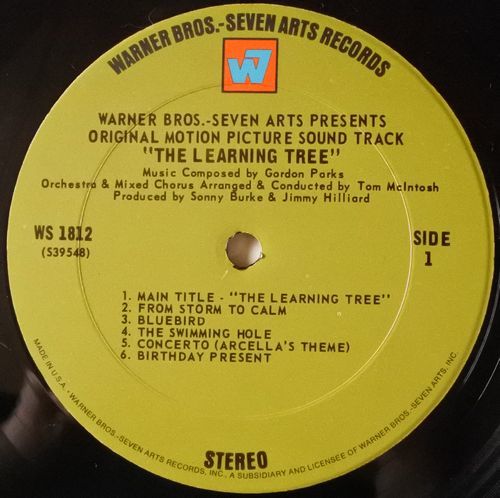 WARNER BROS.-SEVEN ARTS RECORDS
W7
WARNER BROS.-SEVEN ARTS PRESENTS
ORIGINAL MOTION PICTURE SOUND TRACK
"THE LEARNING TREE"
Music Composed by Gordon Parks
Orchestra & Mixed Chorus Arranged & Conducted by Tom McIntosh
Produced by Sonny Burke & Jimmy Hilliard
WS 1812
(S39548)
SIDE
1
1. MAIN TITLE - "THE LEARNING TREE"
2. FROM STORM TO CALM
3. BLUEBIRD
4. THE SWIMMING HOLE
5. CONCERTO (ARCELLA'S THEME)
6. BIRTHDAY PRESENT
STEREO
MADE IN U.S.A. - WARNER BROS.-SEVEN ARTS RECORDS, INC., A SUBSIDIARY AND LICENSEE OF WARNER BROS.-SEVEN ARTS, INC.